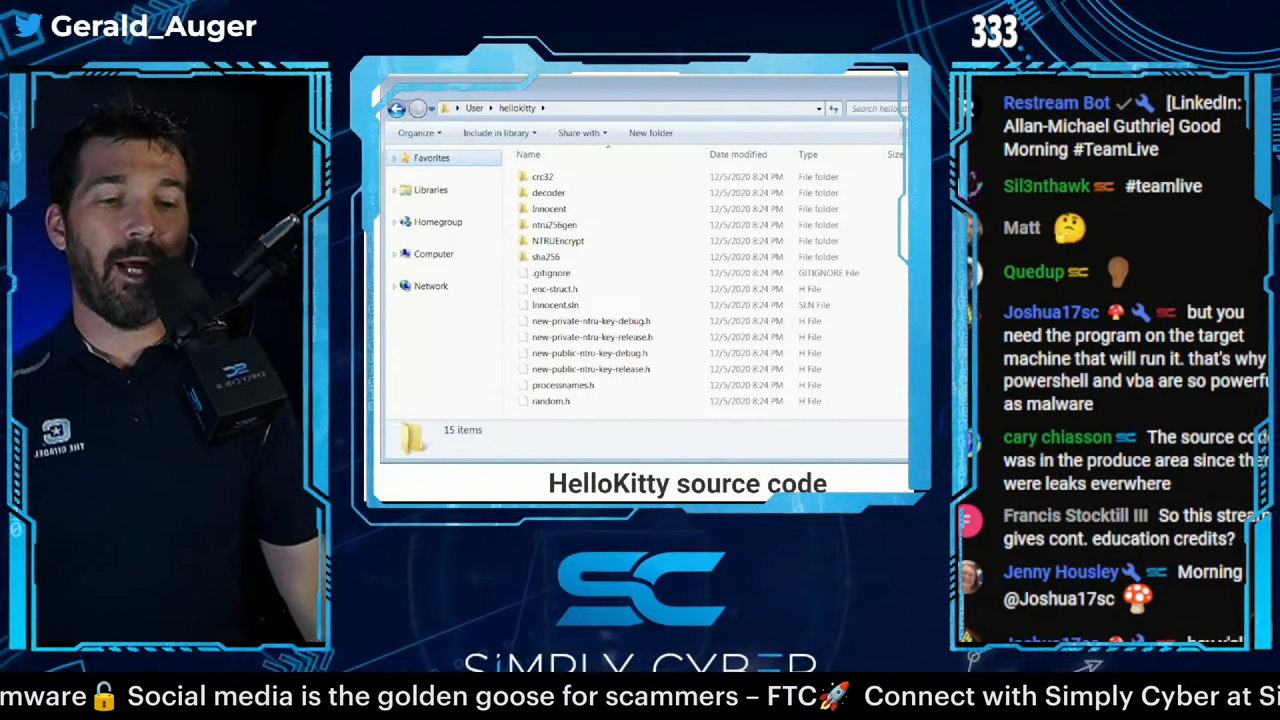 Gerald_Auger
333
User hellokitty
Search
Organize Include in library Share with New folder
Name Date modified Type Size
Favorites
Libraries
Homegroup
Computer
Network
crc32 12/5/2020 8:24 PM File folder
decoder 12/5/2020 8:24 PM File folder
Innocent 12/5/2020 8:24 PM File folder
ntru256gen 12/5/2020 8:24 PM File folder
NTRUEncrypt 12/5/2020 8:24 PM File folder
sha256 12/5/2020 8:24 PM File folder
.gitignore 12/5/2020 8:24 PM GITIGNORE File
enc-struct.h 12/5/2020 8:24 PM H File
Innocent.sln 12/5/2020 8:24 PM SLN File
new-private-ntru-key-debug.h 12/5/2020 8:24 PM H File
new-private-ntru-key-release.h 12/5/2020 8:24 PM H File
new-public-ntru-key-debug.h 12/5/2020 8:24 PM H File
new-public-ntru-key-release.h 12/5/2020 8:24 PM H File
processnames.h 12/5/2020 8:24 PM H File
random.h 12/5/2020 8:24 PM H File
15 items
HelloKitty source code
SC
SIMPLY CYBER
THE CITADEL
Restream Bot [LinkedIn:
Allan-Michael Guthrie] Good
Morning #TeamLive
Sil3nthawk #teamlive
Matt
Quedup
Joshua17sc but you
need the program on the target
machine that will run it. that's why
powershell and vba are so powerfu
as malware
cary chiasson The source cod
was in the produce area since the
were leaks everwhere
Francis Stocktill III So this strea
gives cont. education credits?
Jenny Housley Morning
@Joshua17sc
Joshua17sc
mware🔓 Social media is the golden goose for scammers – FTC🚀 Connect with Simply Cyber at Si